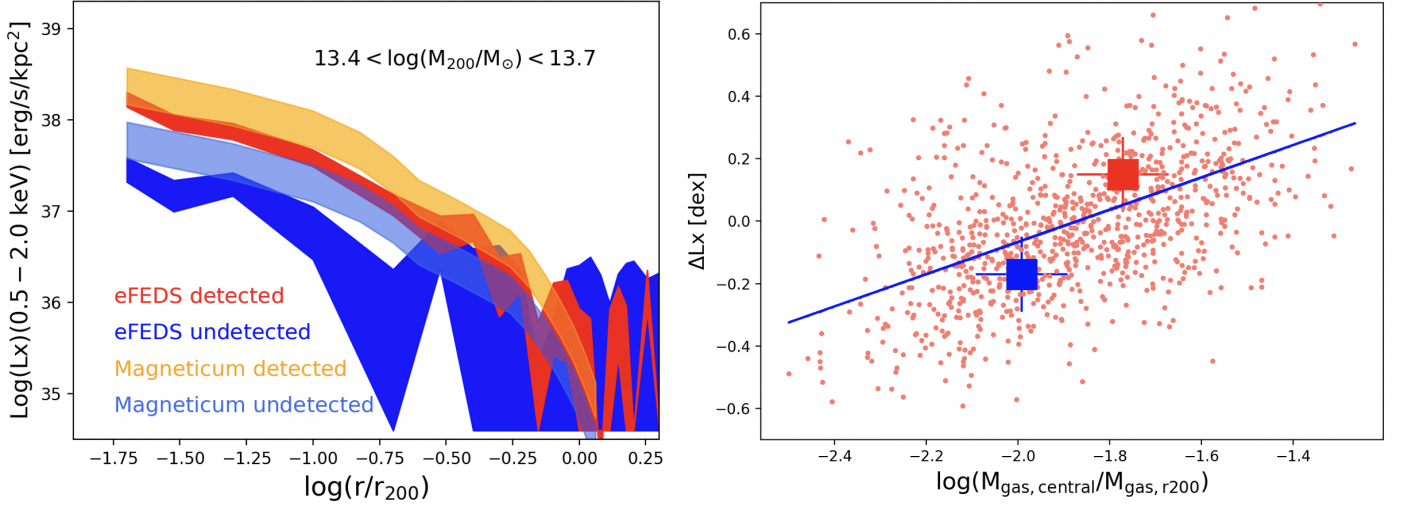 Log(Lx)(0.5 − 2.0 keV) [erg/s/kpc²]
39
38
37
36
35
13.4 < log(M₂₀₀/M☉) < 13.7
eFEDS detected
eFEDS undetected
Magneticum detected
Magneticum undetected
−1.75 −1.50 −1.25 −1.00 −0.75 −0.50 −0.25 0.00 0.25
log(r/r₂₀₀)
ΔLx [dex]
0.6
0.4
0.2
0.0
−0.2
−0.4
−0.6
−2.4 −2.2 −2.0 −1.8 −1.6 −1.4
log(M_gas, central/M_gas, r200)